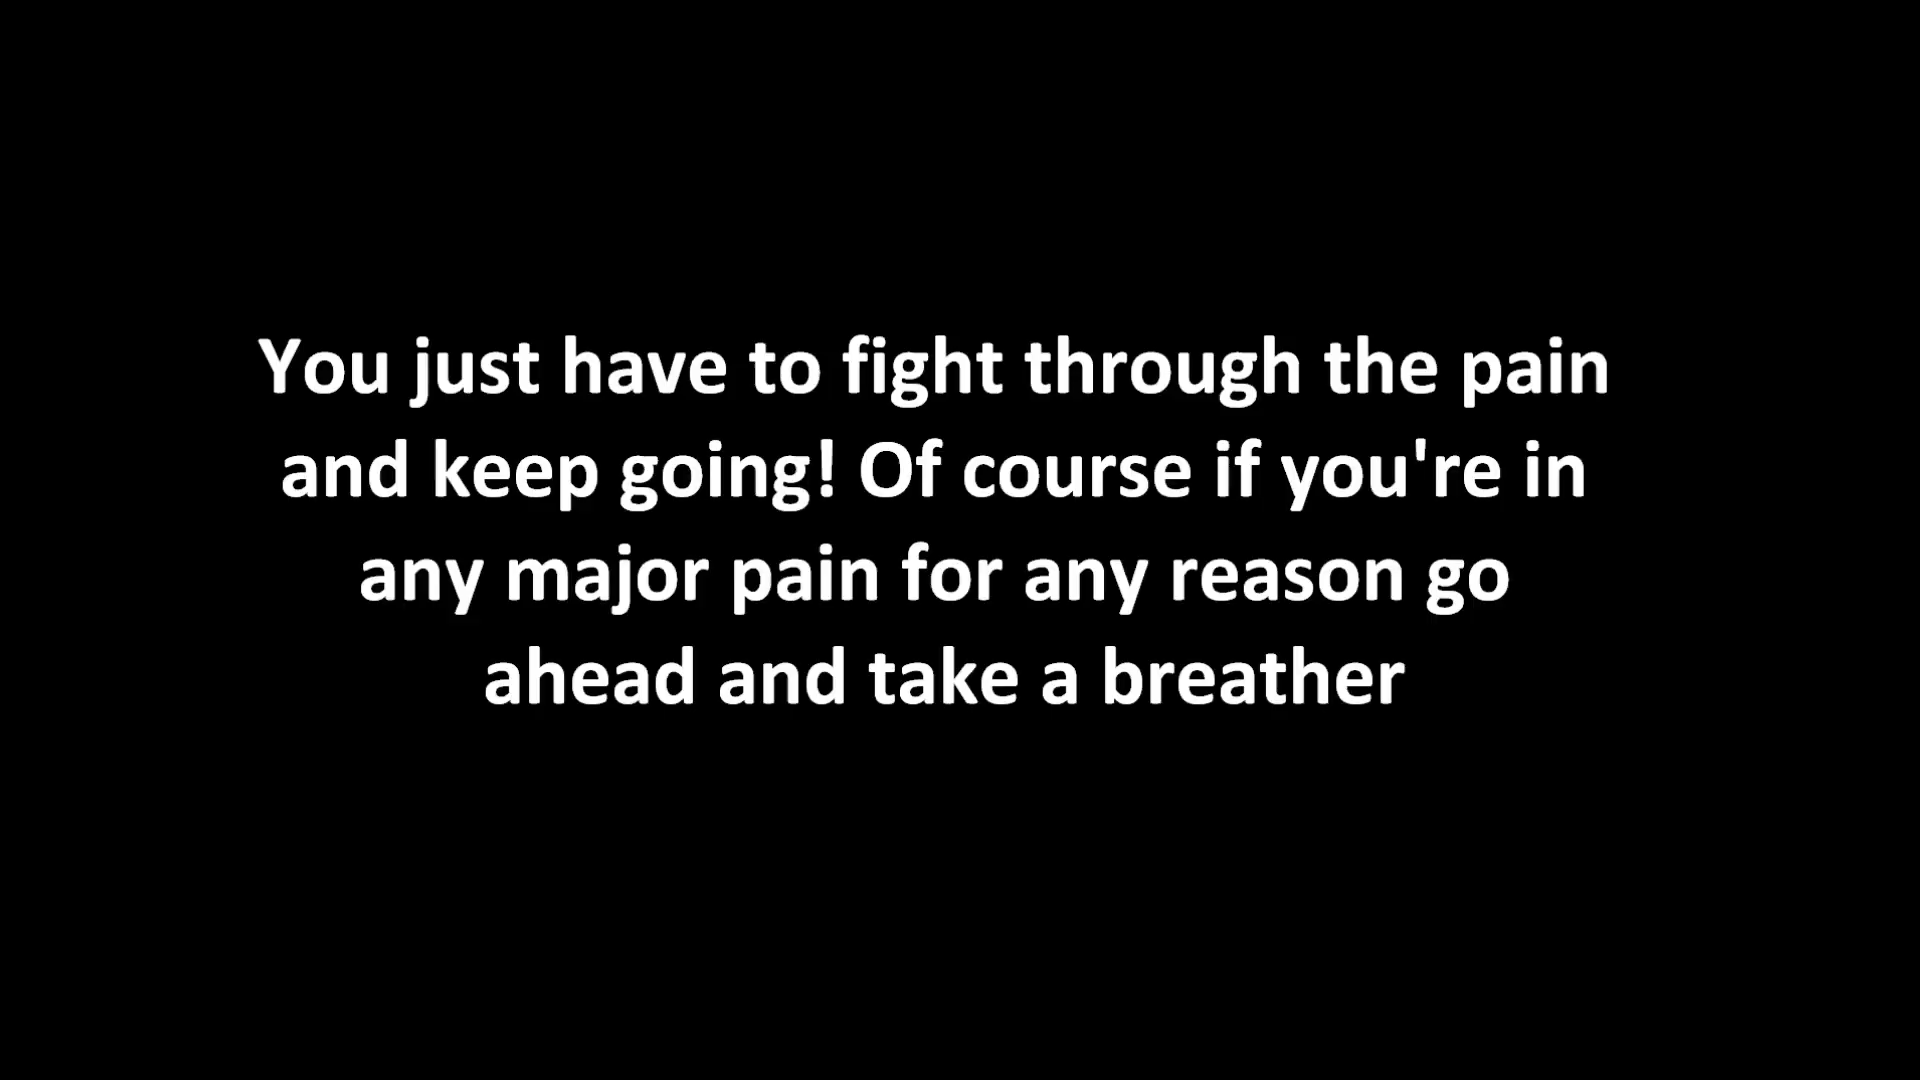 You just have to fight through the pain
and keep going! Of course if you're in
any major pain for any reason go
ahead and take a breather